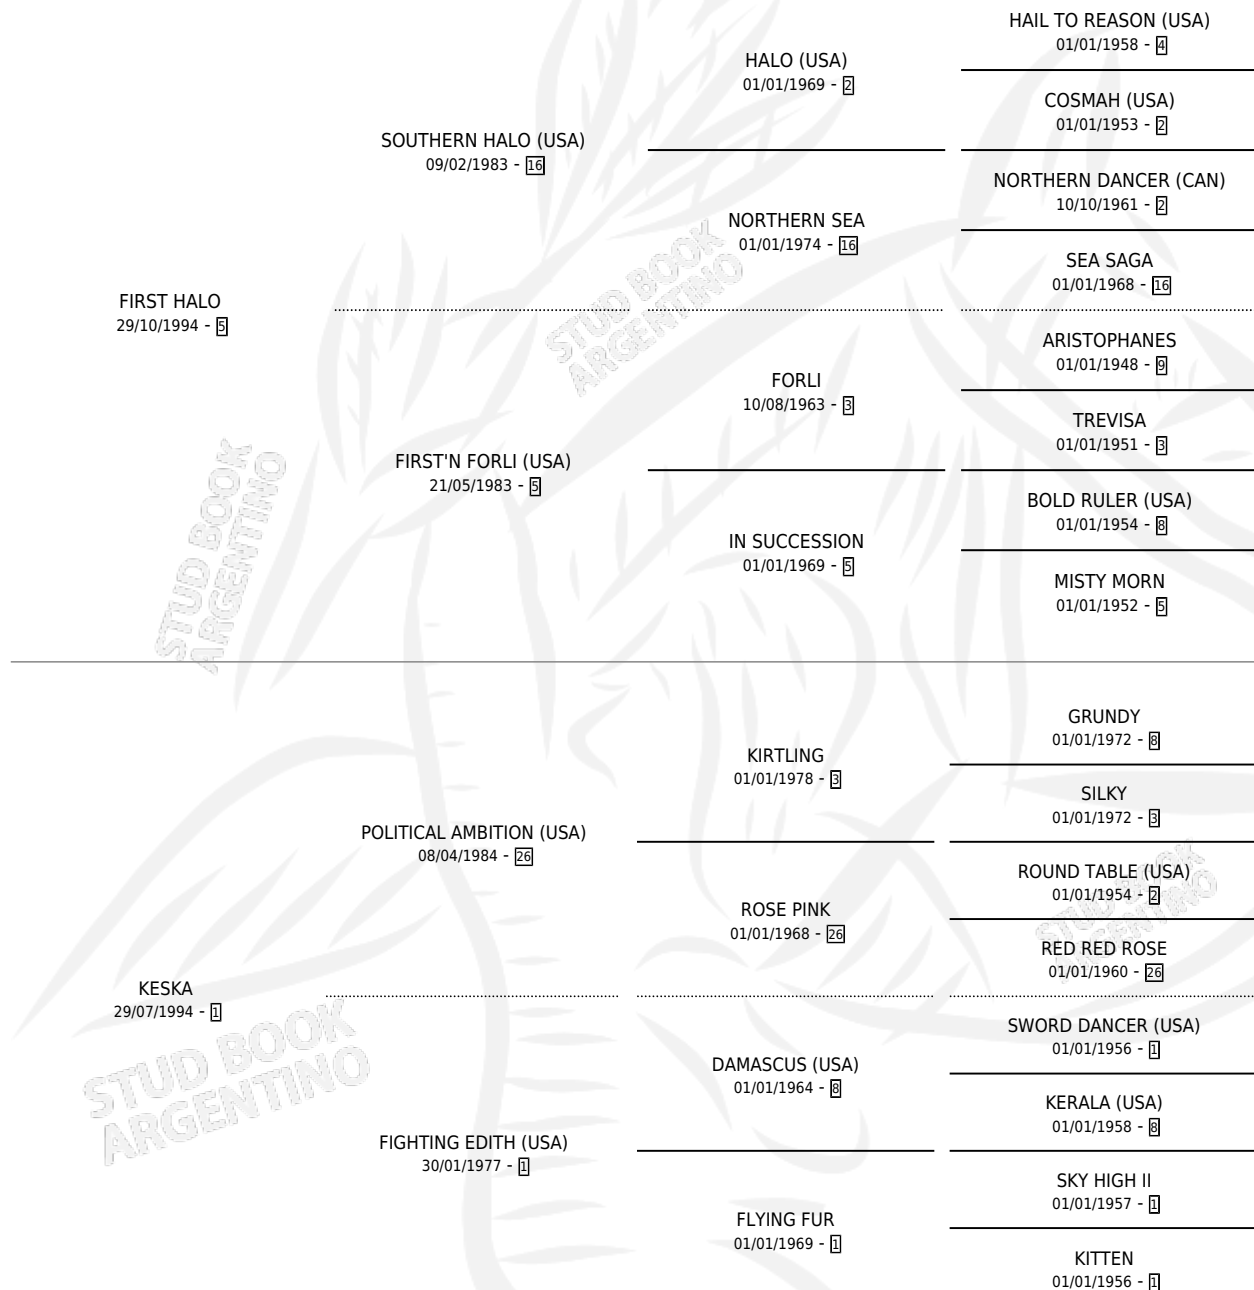 HAIL TO REASON (USA)
01/01/1958 - 4
HALO (USA)
01/01/1969 - 2
COSMAH (USA)
01/01/1953 - 2
SOUTHERN HALO (USA)
09/02/1983 - 16
NORTHERN DANCER (CAN)
10/10/1961 - 2
NORTHERN SEA
01/01/1974 - 16
SEA SAGA
01/01/1968 - 16
FIRST HALO
29/10/1994 - 5
STUD BOOK
ARGENTINO
ARISTOPHANES
01/01/1948 - 9
FORLI
10/08/1963 - 3
TREVISA
01/01/1951 - 3
FIRST'N FORLI (USA)
21/05/1983 - 5
BOLD RULER (USA)
01/01/1954 - 8
IN SUCCESSION
01/01/1969 - 5
MISTY MORN
01/01/1952 - 5
STUD BOOK
ARGENTINO
GRUNDY
01/01/1972 - 8
KIRTLING
01/01/1978 - 3
SILKY
01/01/1972 - 3
POLITICAL AMBITION (USA)
08/04/1984 - 26
ROUND TABLE (USA)
01/01/1954 - 2
STUD BOOK
ARGENTINO
ROSE PINK
01/01/1968 - 26
RED RED ROSE
01/01/1960 - 26
KESKA
29/07/1994 - 1
STUD BOOK
ARGENTINO
SWORD DANCER (USA)
01/01/1956 - 1
DAMASCUS (USA)
01/01/1964 - 8
KERALA (USA)
01/01/1958 - 8
FIGHTING EDITH (USA)
30/01/1977 - 1
SKY HIGH II
01/01/1957 - 1
FLYING FUR
01/01/1969 - 1
KITTEN
01/01/1956 - 1